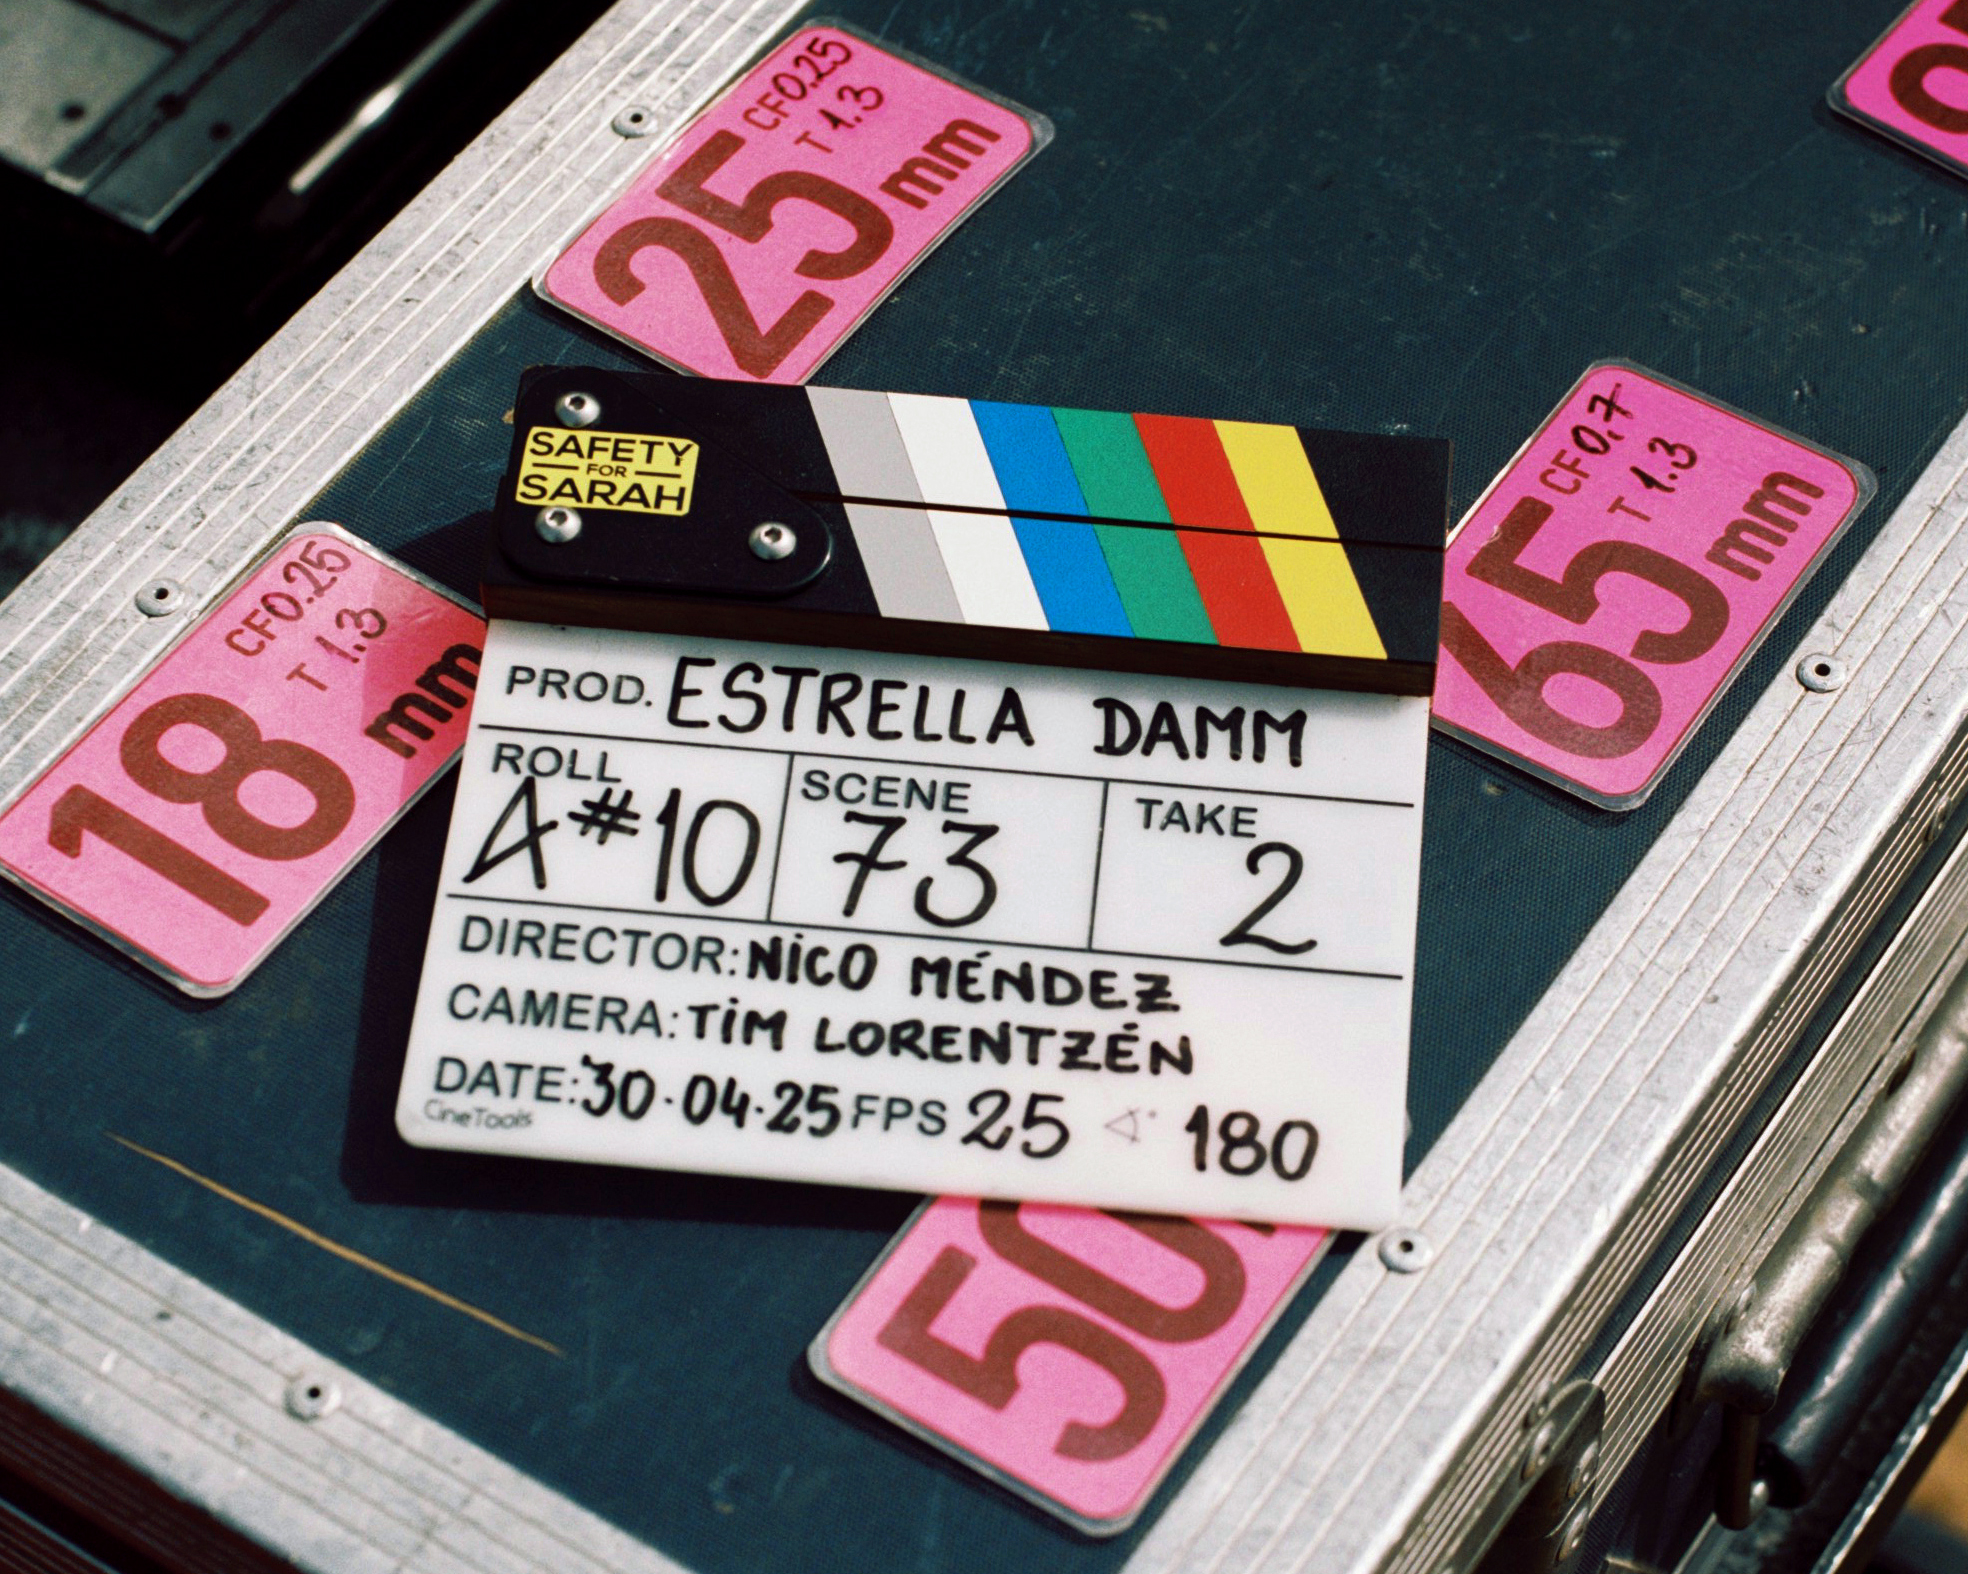 CF0.25
T 1.3
25mm
SAFETY
FOR
SARAH
CF0.7
T 1.3
65mm
CF0.25
T 1.3
18mm
PROD. ESTRELLA DAMM
ROLL SCENE TAKE
A#10 73 2
DIRECTOR: NICO MÉNDEZ
CAMERA: TIM LORENTZÉN
DATE: 30.04.25 FPS 25 180
CineTools
50